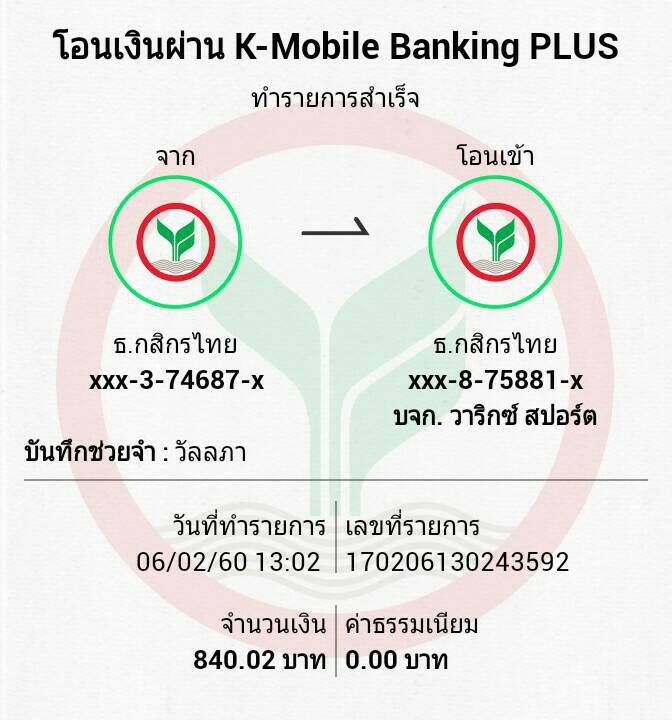 โอนเงินผ่าน K-Mobile Banking PLUS
ทำรายการสำเร็จ
จาก
โอนเข้า
ธ.กสิกรไทย
ธ.กสิกรไทย
xxx-3-74687-x
xxx-8-75881-x
บจก. วาริกซ์ สปอร์ต
บันทึกช่วยจำ : วัลลภา
วันที่ทำรายการ
เลขที่รายการ
06/02/60 13:02
170206130243592
จำนวนเงิน
ค่าธรรมเนียม
840.02 บาท
0.00 บาท